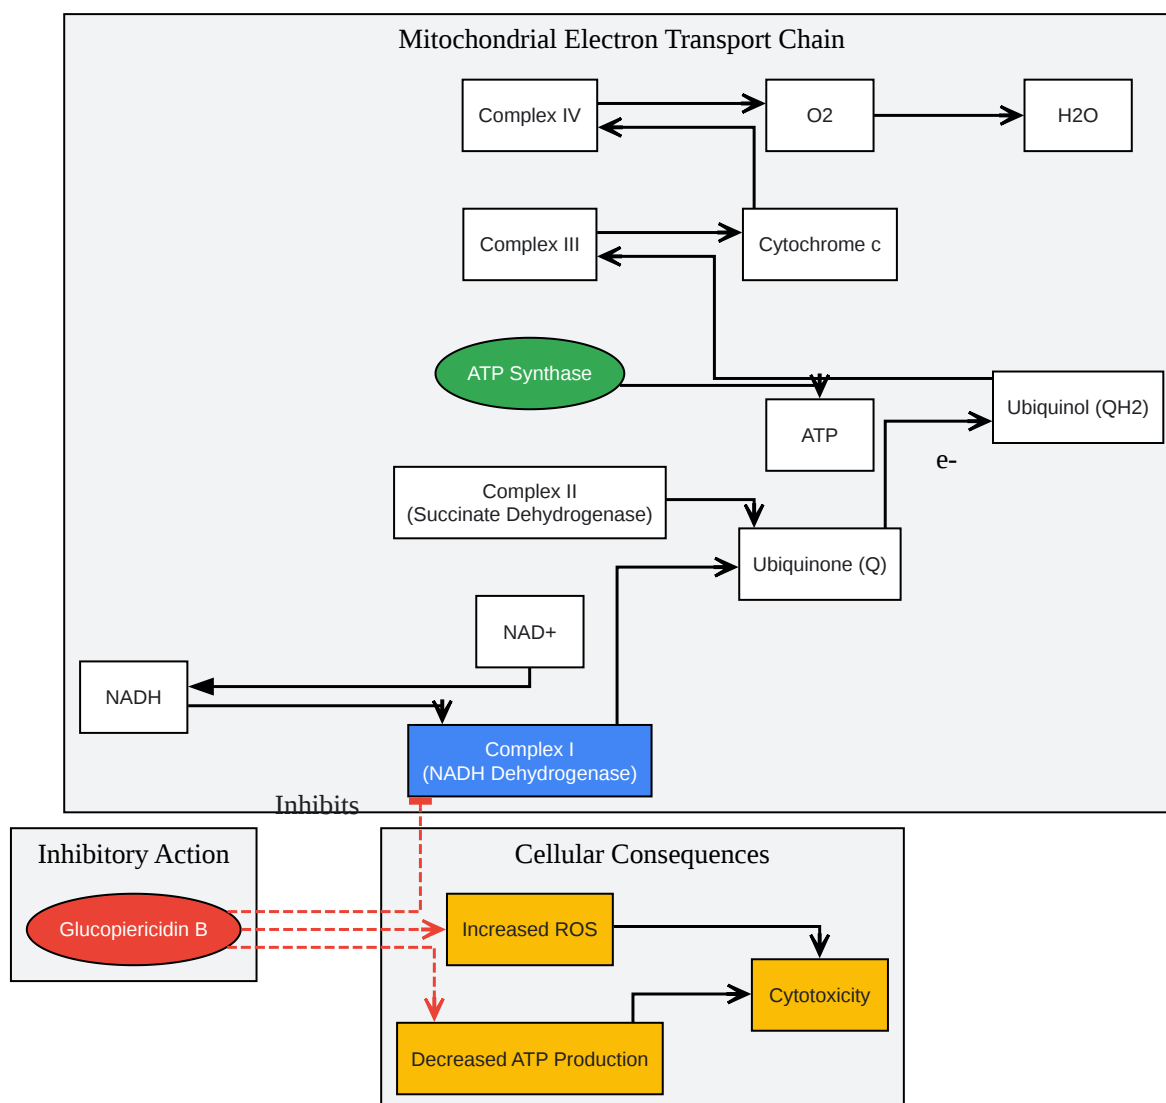 Mitochondrial Electron Transport Chain
Complex IV
O2
H2O
Complex III
Cytochrome c
ATP Synthase
ATP
Ubiquinol (QH2)
e-
Complex II
(Succinate Dehydrogenase)
Ubiquinone (Q)
NAD+
NADH
Complex I
(NADH Dehydrogenase)
Inhibits
Inhibitory Action
Glucopiericidin B
Cellular Consequences
Increased ROS
Cytotoxicity
Decreased ATP Production